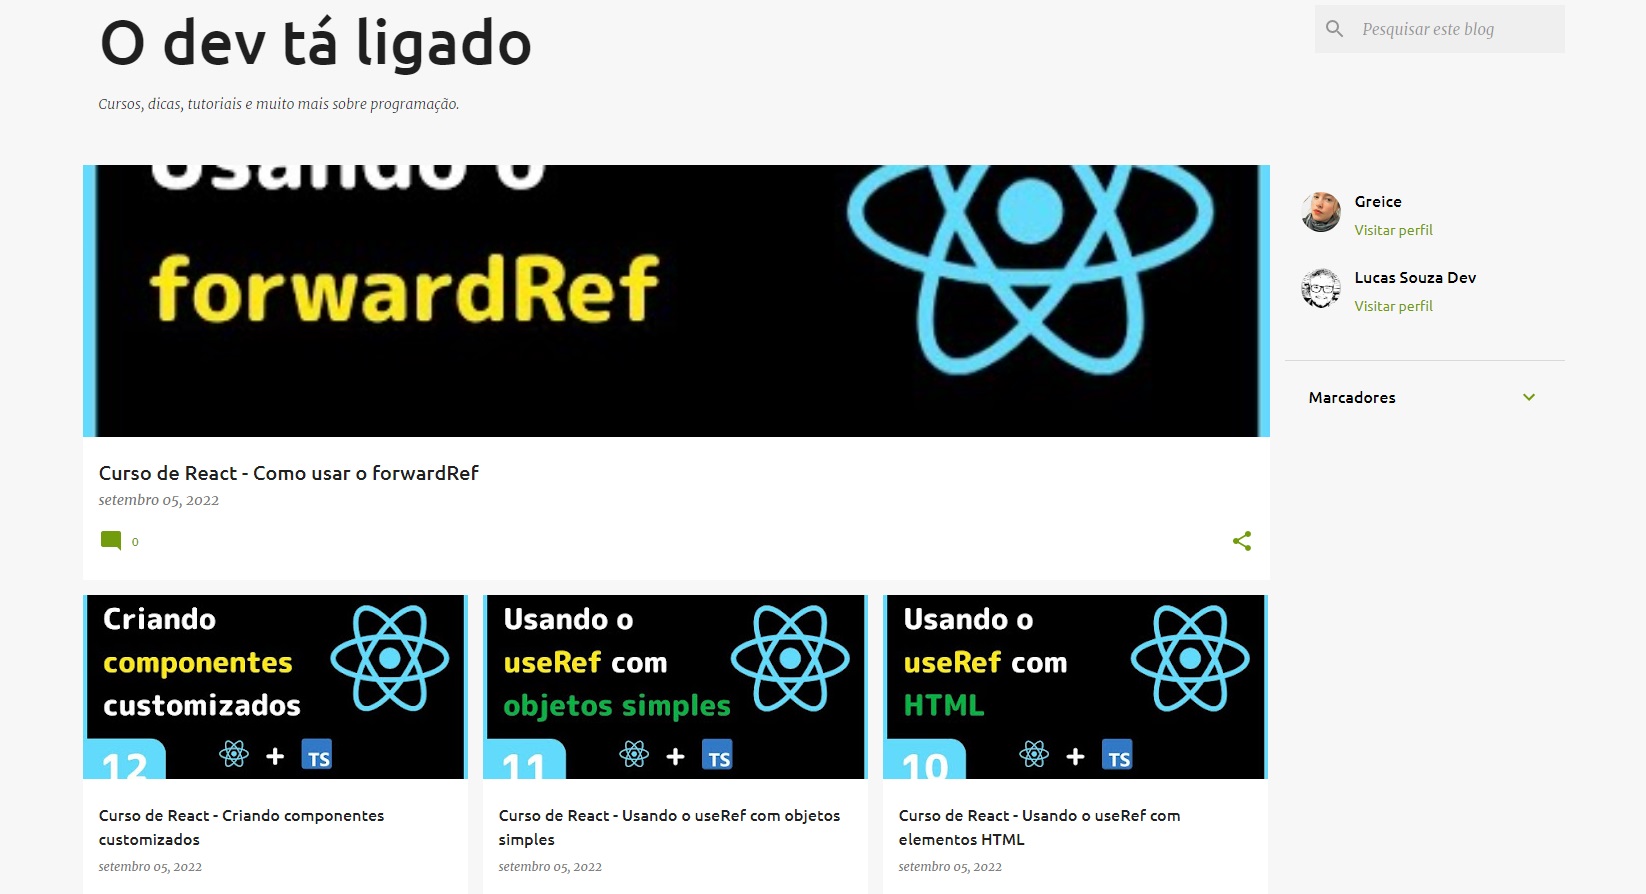 O dev tá ligado
Pesquisar este blog
Cursos, dicas, tutoriais e muito mais sobre programação.
Usando o
forwardRef
Greice
Visitar perfil
Lucas Souza Dev
Visitar perfil
Marcadores
Curso de React - Como usar o forwardRef
setembro 05, 2022
0
Criando
componentes
customizados
12
+ TS
Curso de React - Criando componentes
customizados
setembro 05, 2022
Usando o
useRef com
objetos simples
11
+ TS
Curso de React - Usando o useRef com objetos
simples
setembro 05, 2022
Usando o
useRef com
HTML
10
+ TS
Curso de React - Usando o useRef com
elementos HTML
setembro 05, 2022